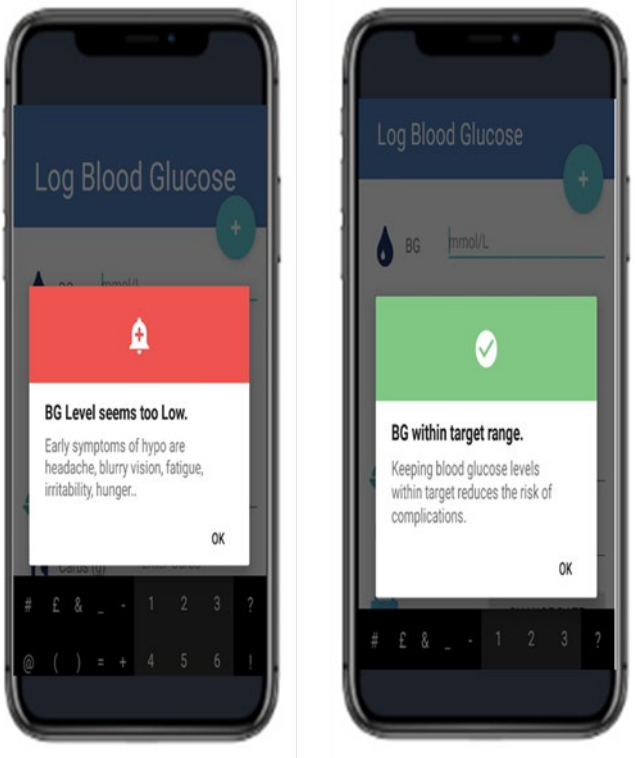 Log Blood Glucose
+
mmol/L
BG Level seems too Low.
Early symptoms of hypo are
headache, blurry vision, fatigue,
irritability, hunger..
OK
Carbs (g)
# £ & _ - 1 2 3 ?
@ ( ) = + 4 5 6 !
Log Blood Glucose
+
BG mmol/L
BG within target range.
Keeping blood glucose levels
within target reduces the risk of
complications.
OK
# £ & _ - 1 2 3 ?